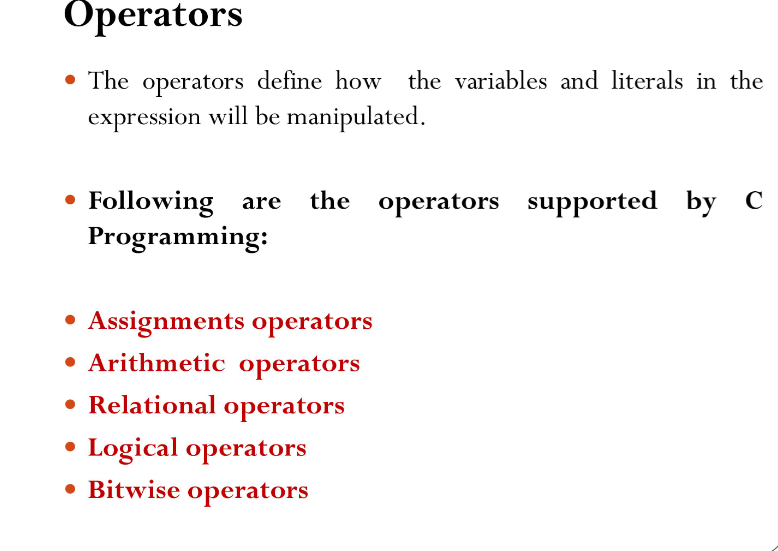 Operators
• The operators define how the variables and literals in the
expression will be manipulated.
• Following are the operators supported by C
Programming:
• Assignments operators
• Arithmetic operators
• Relational operators
• Logical operators
• Bitwise operators